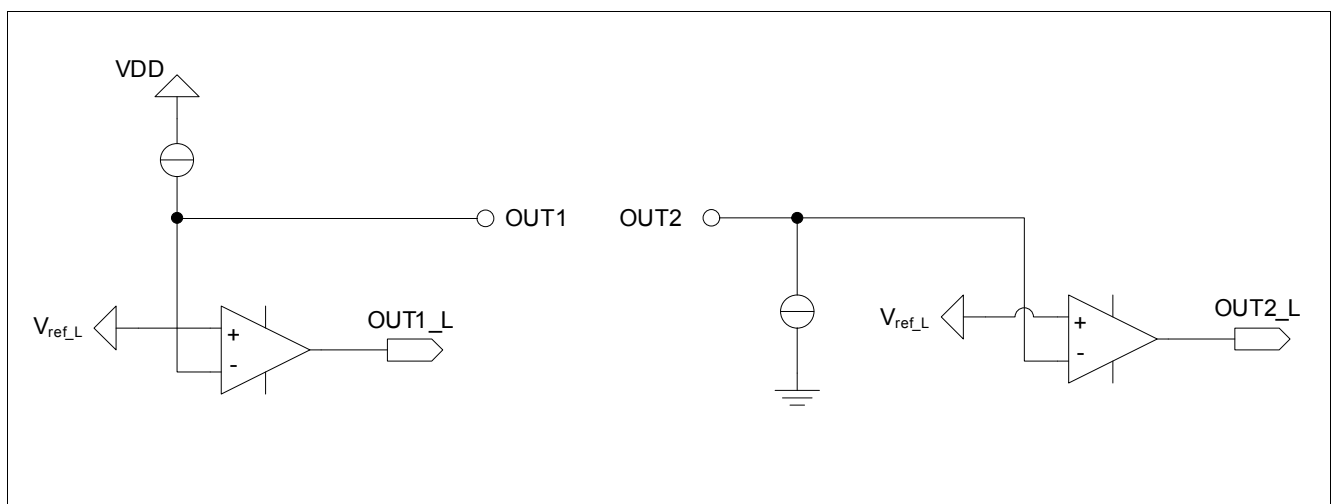 VDD
OUT1
OUT2
Vref_L
+
-
OUT1_L
Vref_L
+
-
OUT2_L